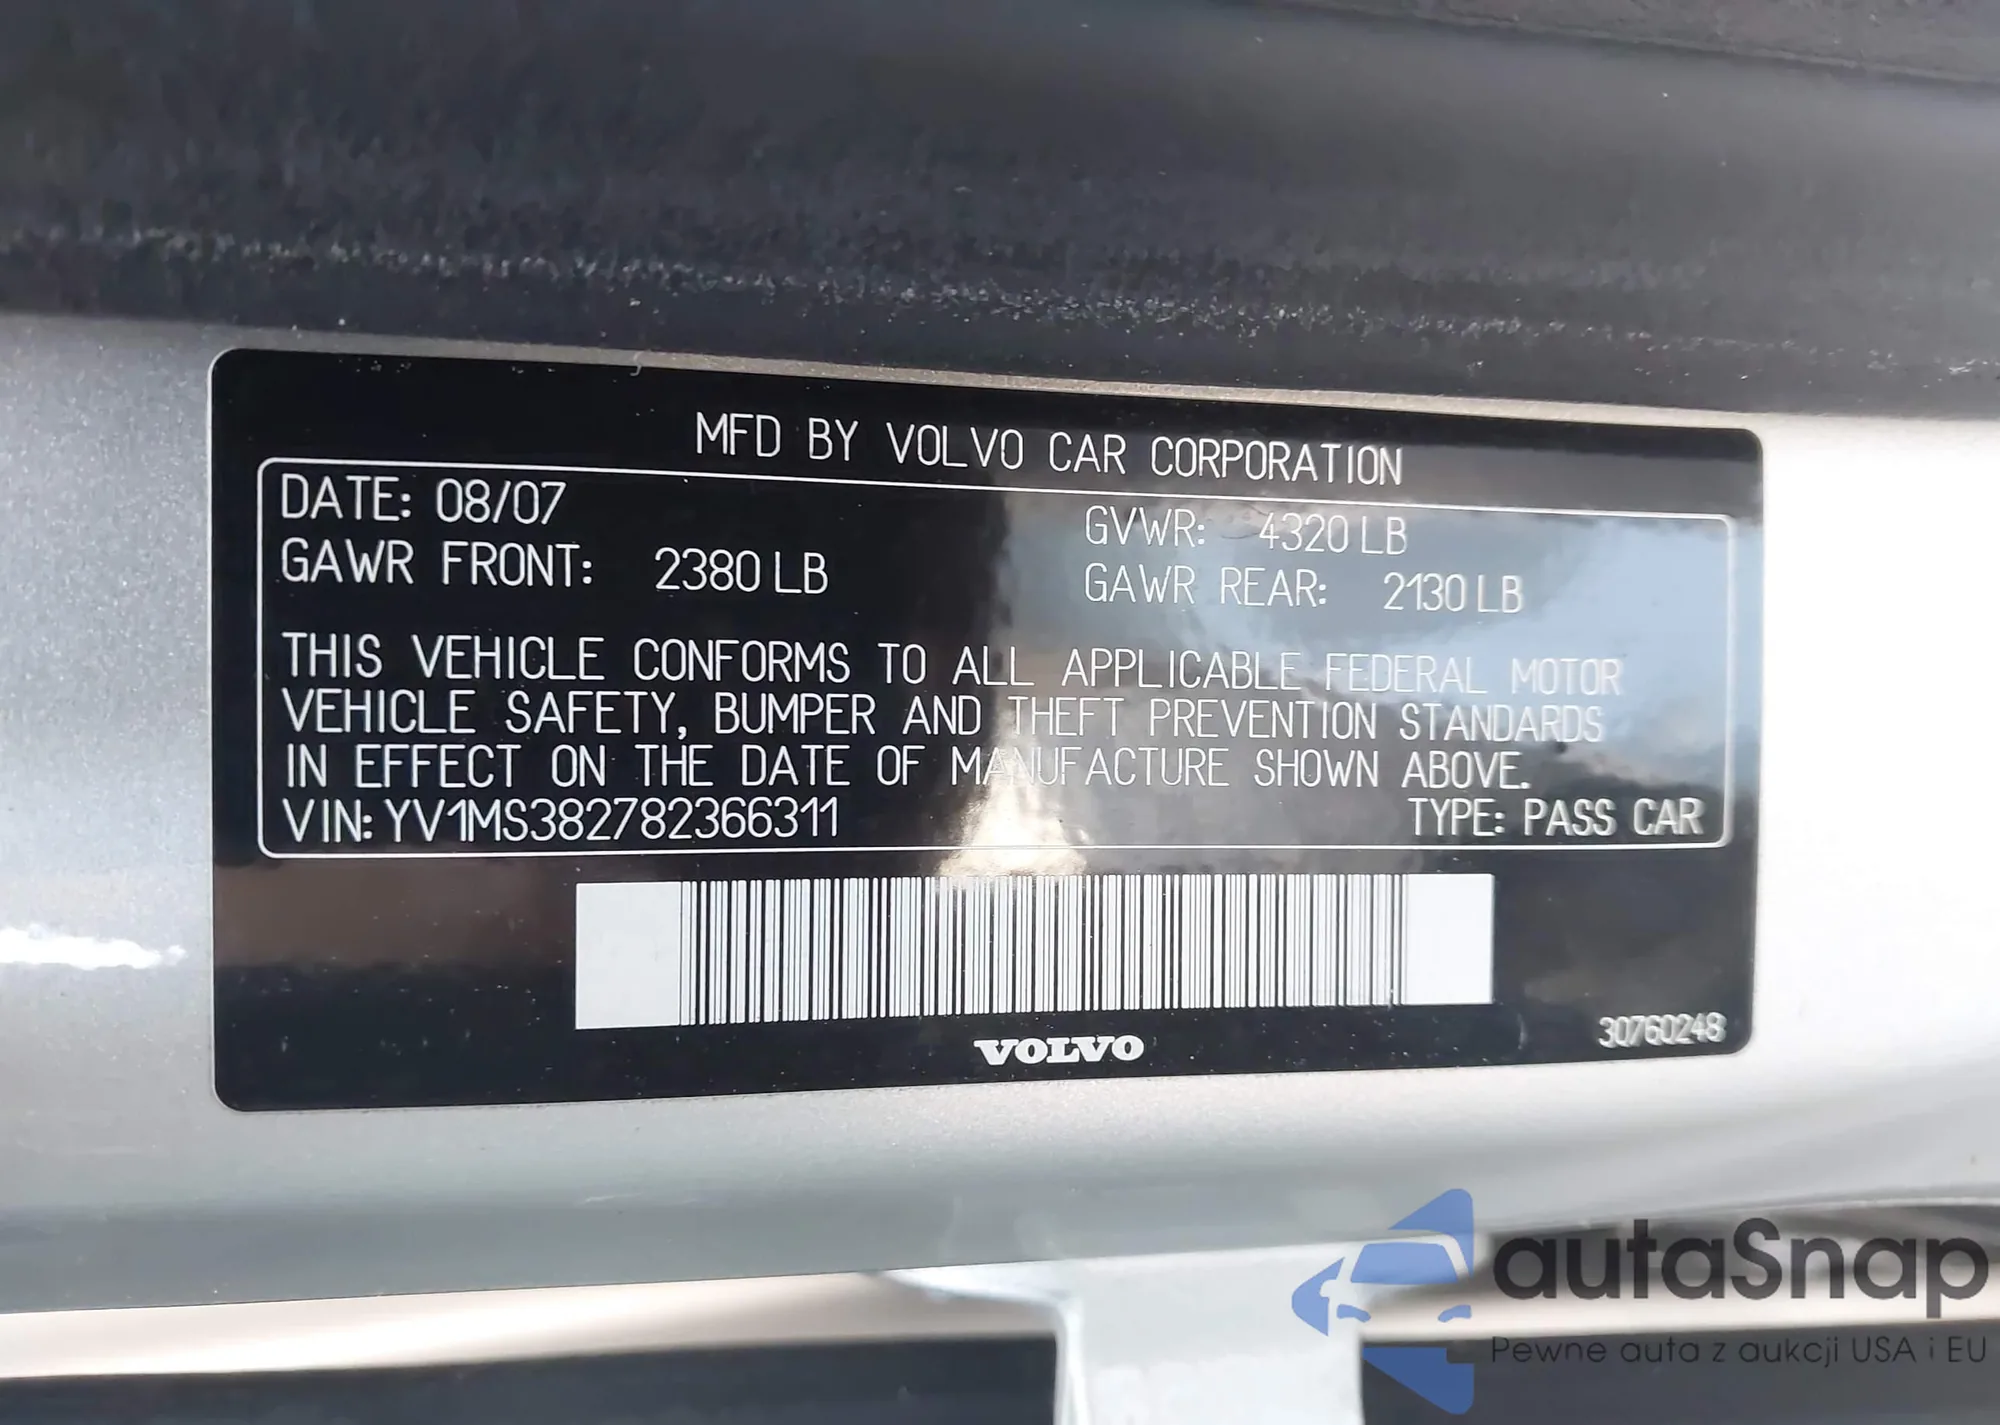 MFD BY VOLVO CAR CORPORATION
DATE: 08/07
GVWR: 4320 LB
GAWR FRONT: 2380 LB
GAWR REAR: 2130 LB
THIS VEHICLE CONFORMS TO ALL APPLICABLE FEDERAL MOTOR
VEHICLE SAFETY, BUMPER AND THEFT PREVENTION STANDARDS
IN EFFECT ON THE DATE OF MANUFACTURE SHOWN ABOVE.
VIN: YV1MS382782366311 TYPE: PASS CAR
VOLVO
30760248
autaSnap
Pewne auta z aukcji USA i EU